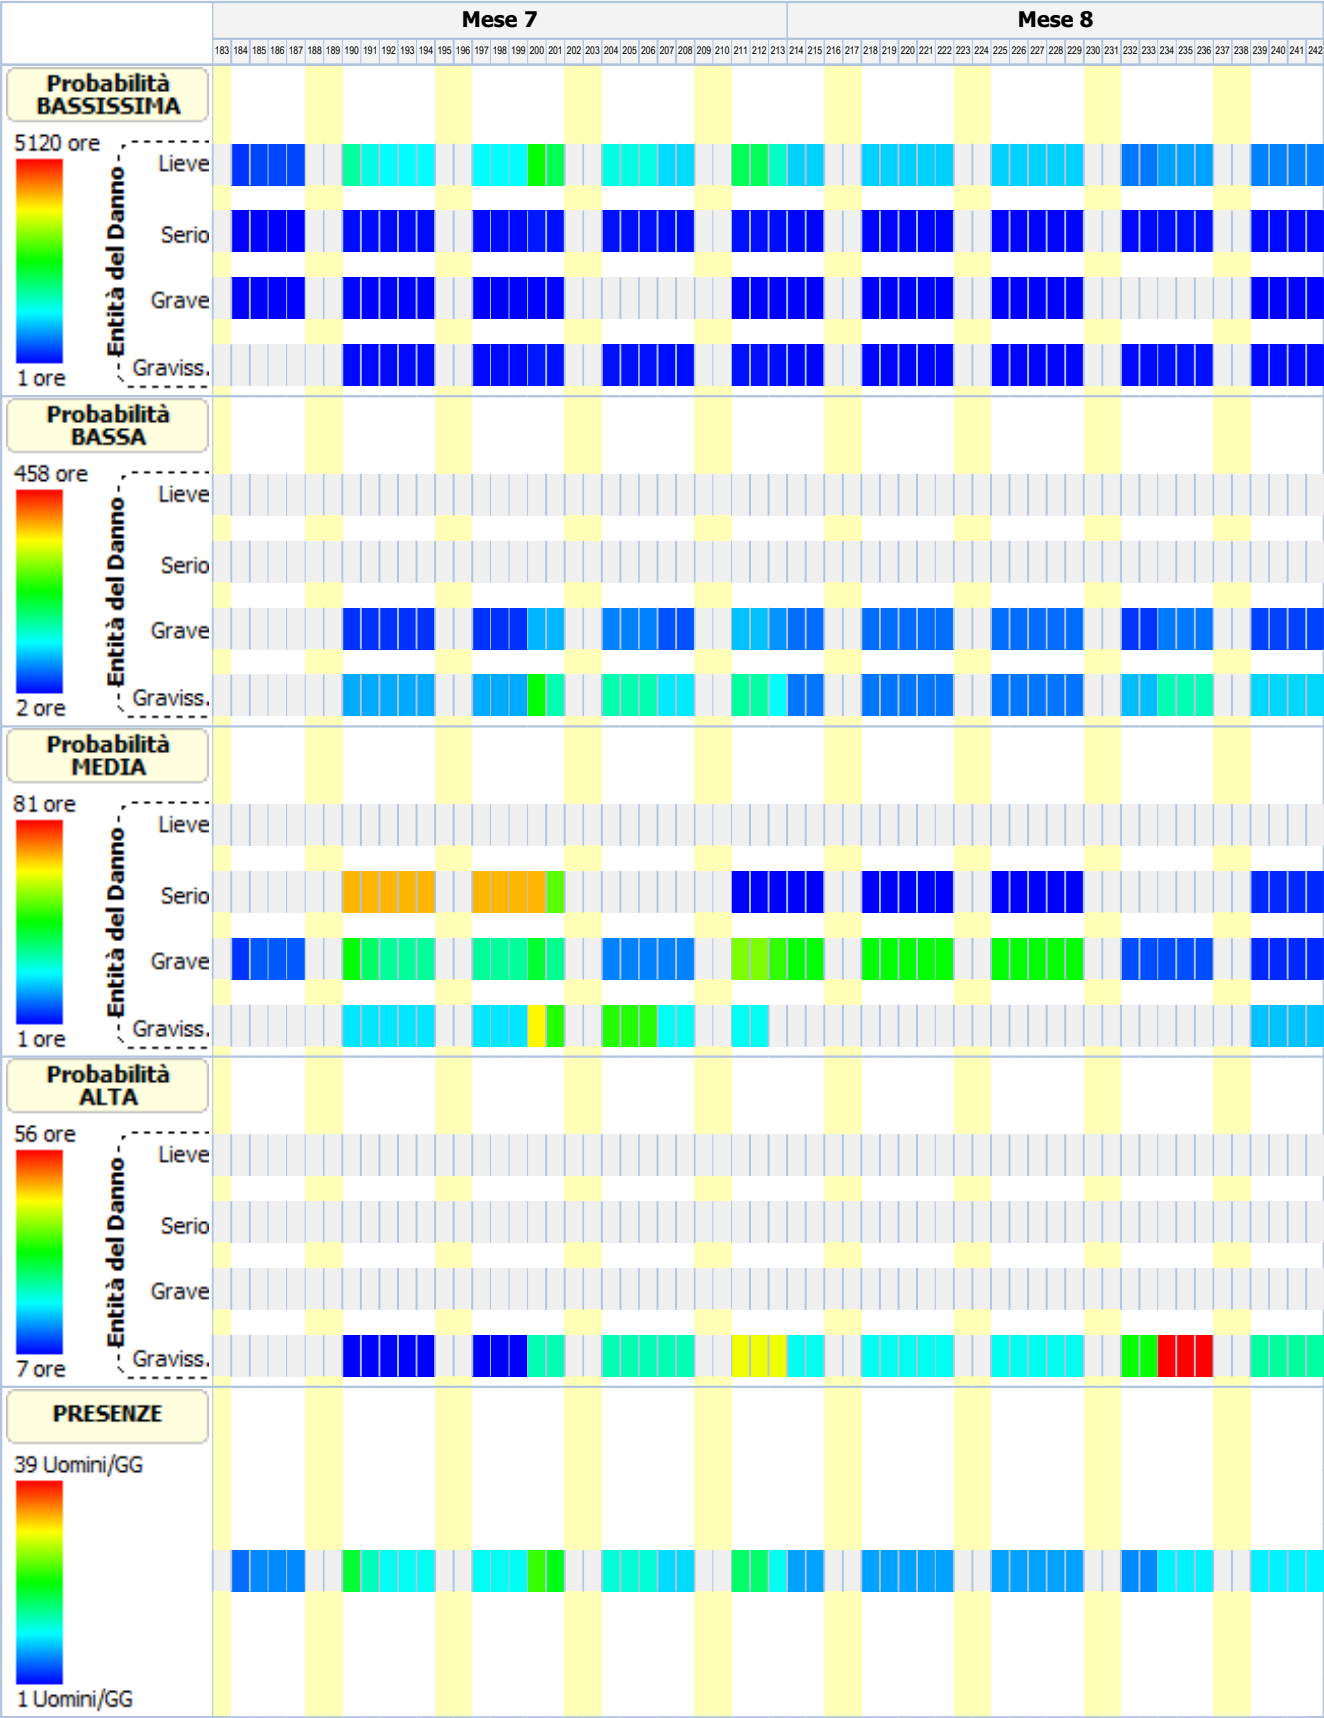 Mese 7 Mese 8
183 184 185 186 187 188 189 190 191 192 193 194 195 196 197 198 199 200 201 202 203 204 205 206 207 208 209 210 211 212 213 214 215 216 217 218 219 220 221 222 223 224 225 226 227 228 229 230 231 232 233 234 235 236 237 238 239 240 241 242
Probabilità
BASSISSIMA
5120 ore
Entità del Danno
Lieve
Serio
Grave
Graviss.
1 ore
Probabilità
BASSA
458 ore
Entità del Danno
Lieve
Serio
Grave
Graviss.
2 ore
Probabilità
MEDIA
81 ore
Entità del Danno
Lieve
Serio
Grave
Graviss.
1 ore
Probabilità
ALTA
56 ore
Entità del Danno
Lieve
Serio
Grave
Graviss.
7 ore
PRESENZE
39 Uomini/GG
1 Uomini/GG